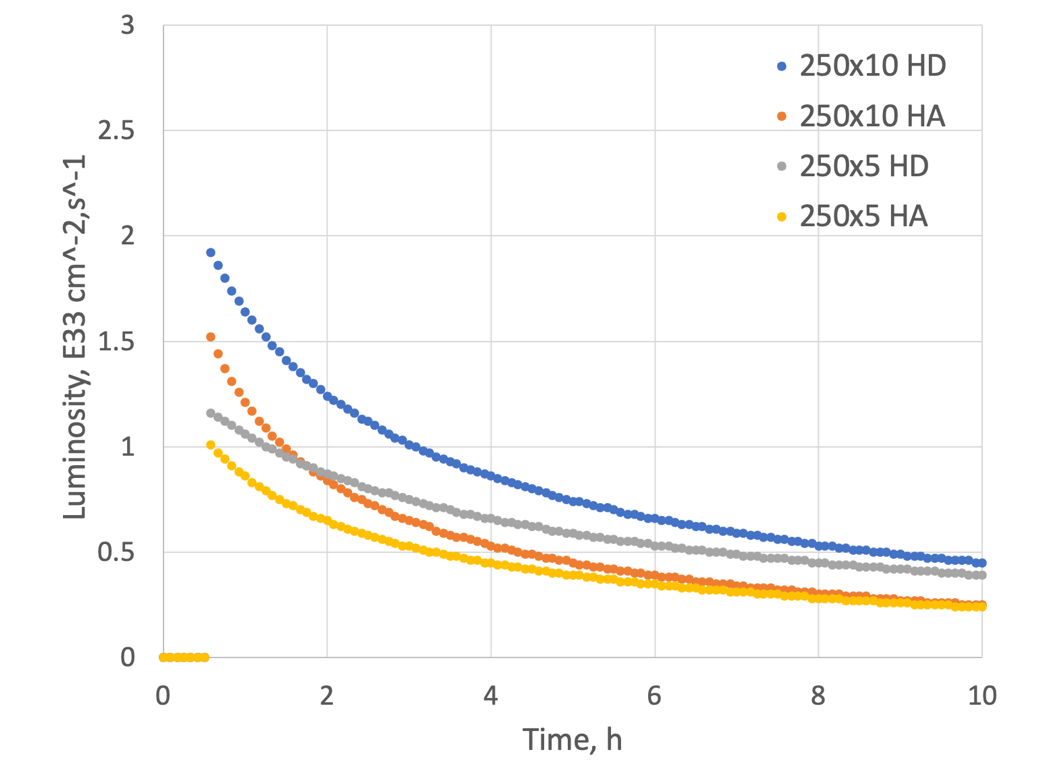 3
2.5
2
1.5
1
0.5
0
0 2 4 6 8 10
Luminosity, E33 cm^-2,s^-1
Time, h
250x10 HD
250x10 HA
250x5 HD
250x5 HA